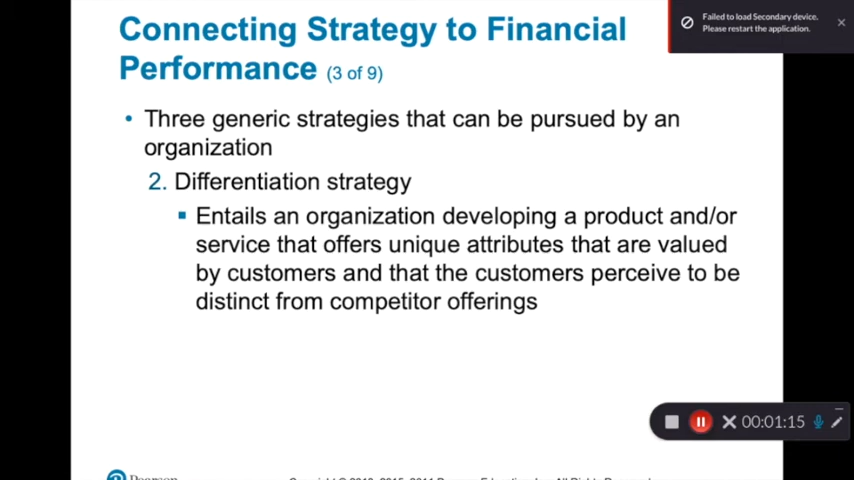 Connecting Strategy to Financial
Performance (3 of 9)
• Three generic strategies that can be pursued by an
organization
2. Differentiation strategy
▪ Entails an organization developing a product and/or
service that offers unique attributes that are valued
by customers and that the customers perceive to be
distinct from competitor offerings
Failed to load Secondary device.
Please restart the application.
00:01:15
Pearson